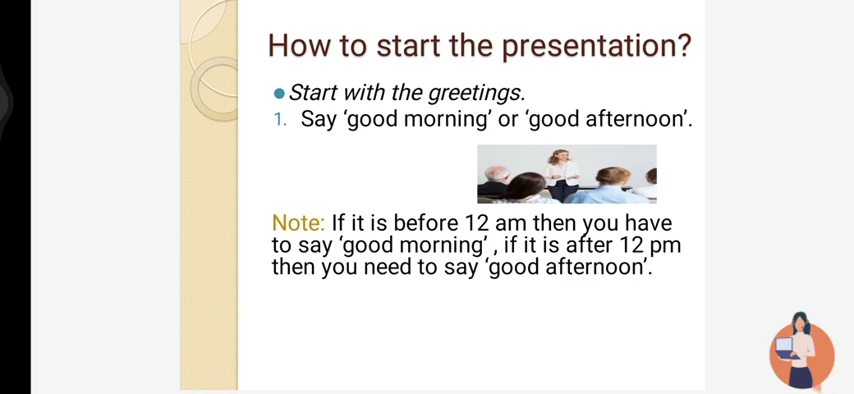 How to start the presentation?
Start with the greetings.
1. Say ‘good morning’ or ‘good afternoon’.
Note: If it is before 12 am then you have
to say ‘good morning’ , if it is after 12 pm
then you need to say ‘good afternoon’.